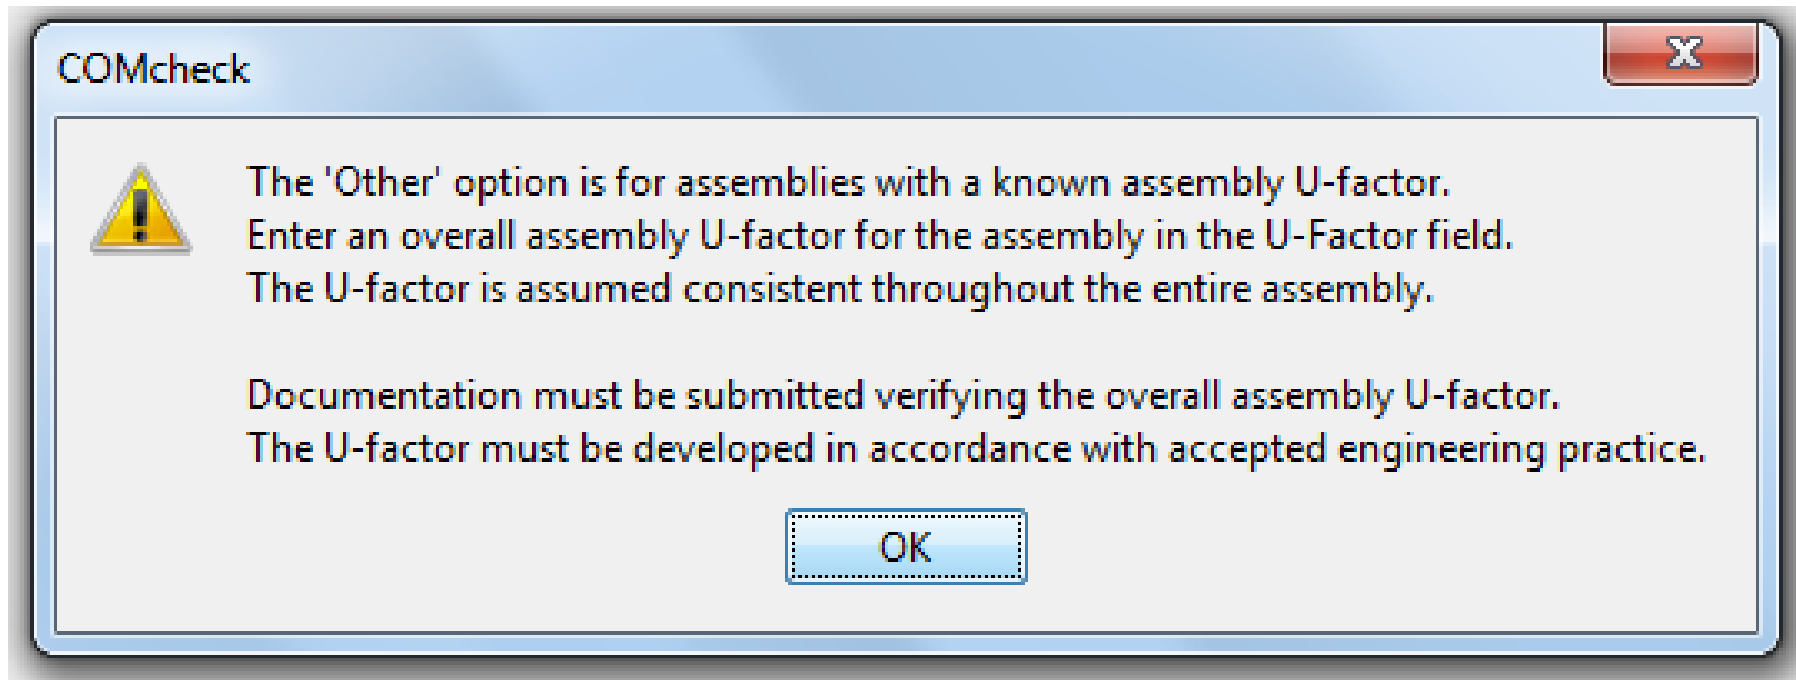 COMcheck
The 'Other' option is for assemblies with a known assembly U-factor.
Enter an overall assembly U-factor for the assembly in the U-Factor field.
The U-factor is assumed consistent throughout the entire assembly.
Documentation must be submitted verifying the overall assembly U-factor.
The U-factor must be developed in accordance with accepted engineering practice.
OK